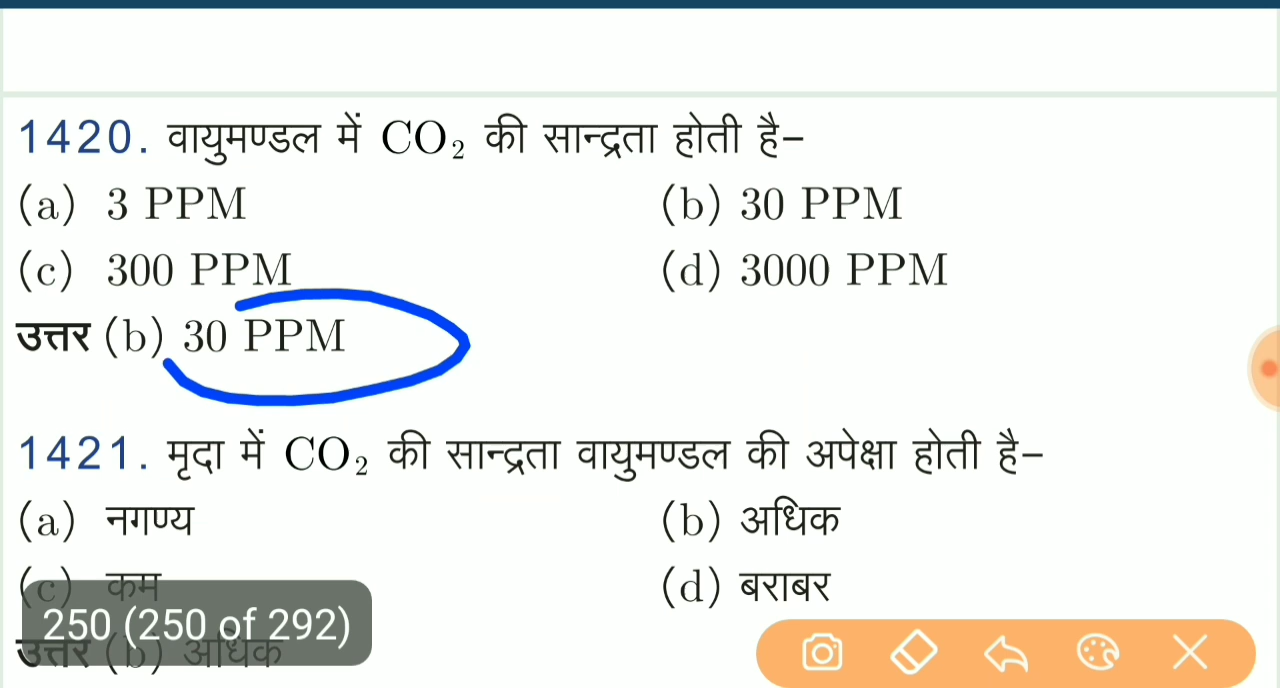 1420. वायुमण्डल में CO₂ की सान्द्रता होती है–
(a) 3 PPM (b) 30 PPM
(c) 300 PPM (d) 3000 PPM
उत्तर (b) 30 PPM
1421. मृदा में CO₂ की सान्द्रता वायुमण्डल की अपेक्षा होती है–
(a) नगण्य (b) अधिक
(c) कम (d) बराबर
250 (250 of 292)
उत्तर (b) अधिक